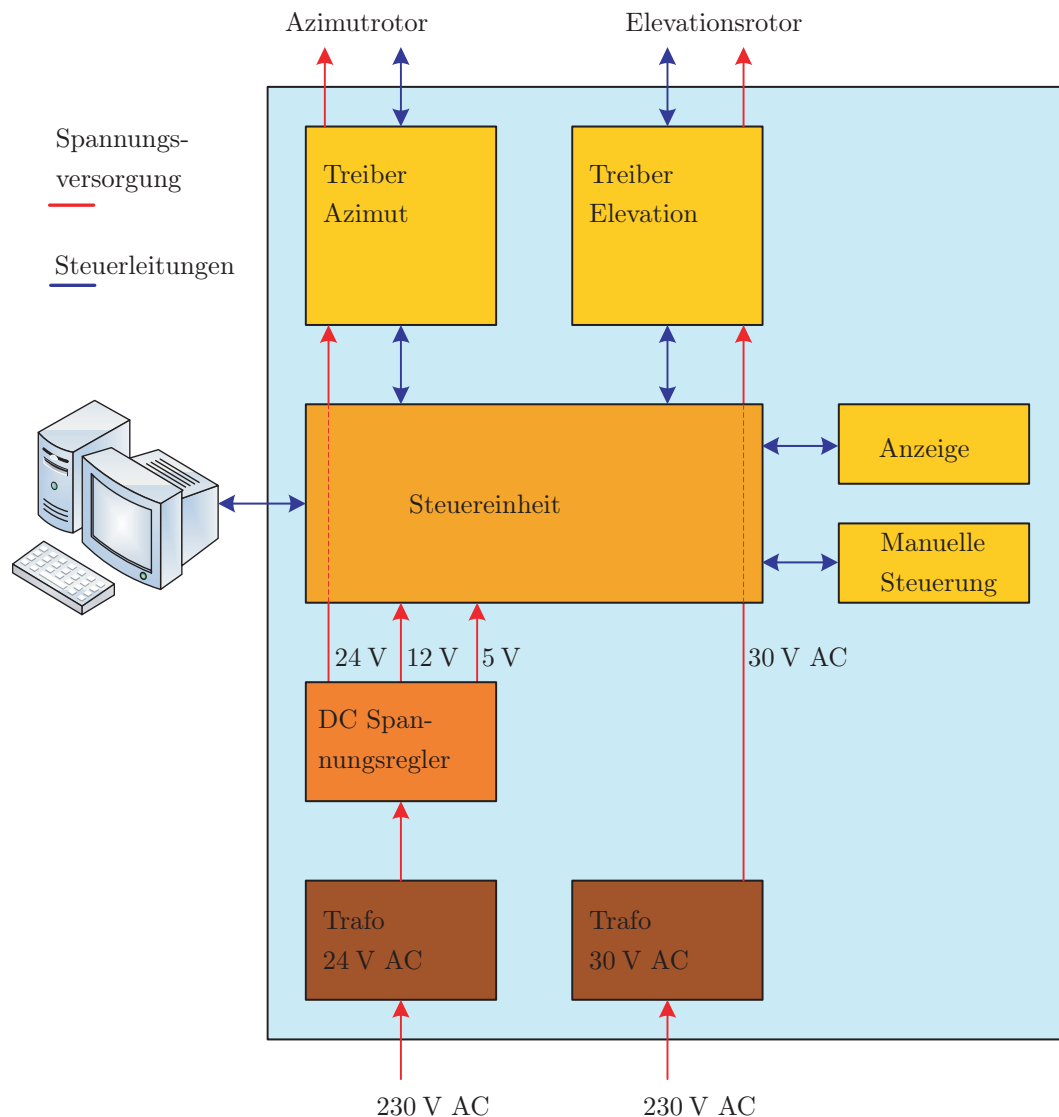 Azimutrotor
Elevationsrotor
Spannungs-
versorgung
Steuerleitungen
Treiber
Azimut
Treiber
Elevation
Steuereinheit
Anzeige
Manuelle
Steuerung
24 V
12 V
5 V
30 V AC
DC Span-
nungsregler
Trafo
24 V AC
Trafo
30 V AC
230 V AC
230 V AC